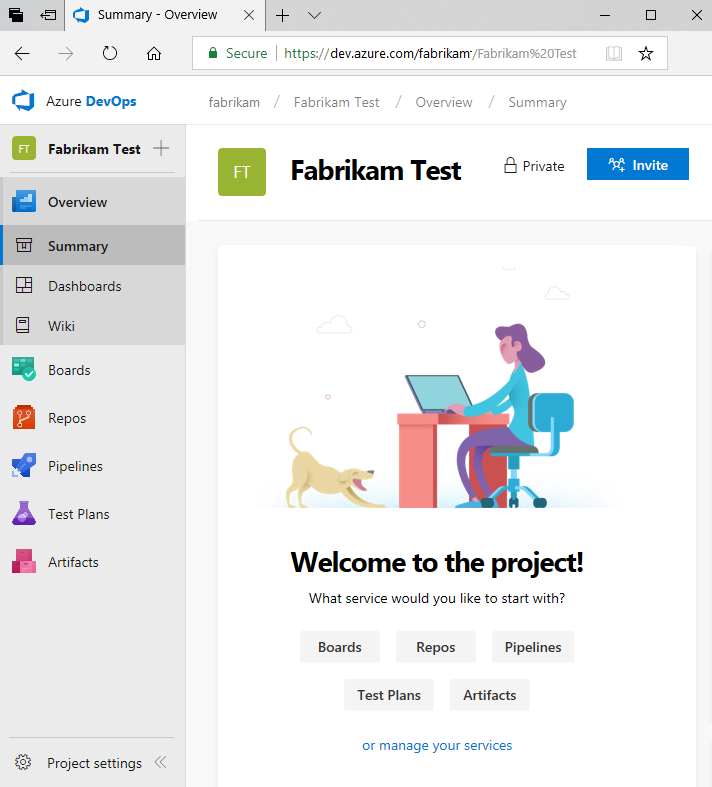 Summary - Overview
Secure https://dev.azure.com/fabrikam/Fabrikam%20Test
Azure DevOps
fabrikam / Fabrikam Test / Overview / Summary
FT Fabrikam Test
Overview
Summary
Dashboards
Wiki
Boards
Repos
Pipelines
Test Plans
Artifacts
Project settings
FT Fabrikam Test Private Invite
Welcome to the project!
What service would you like to start with?
Boards Repos Pipelines
Test Plans Artifacts
or manage your services